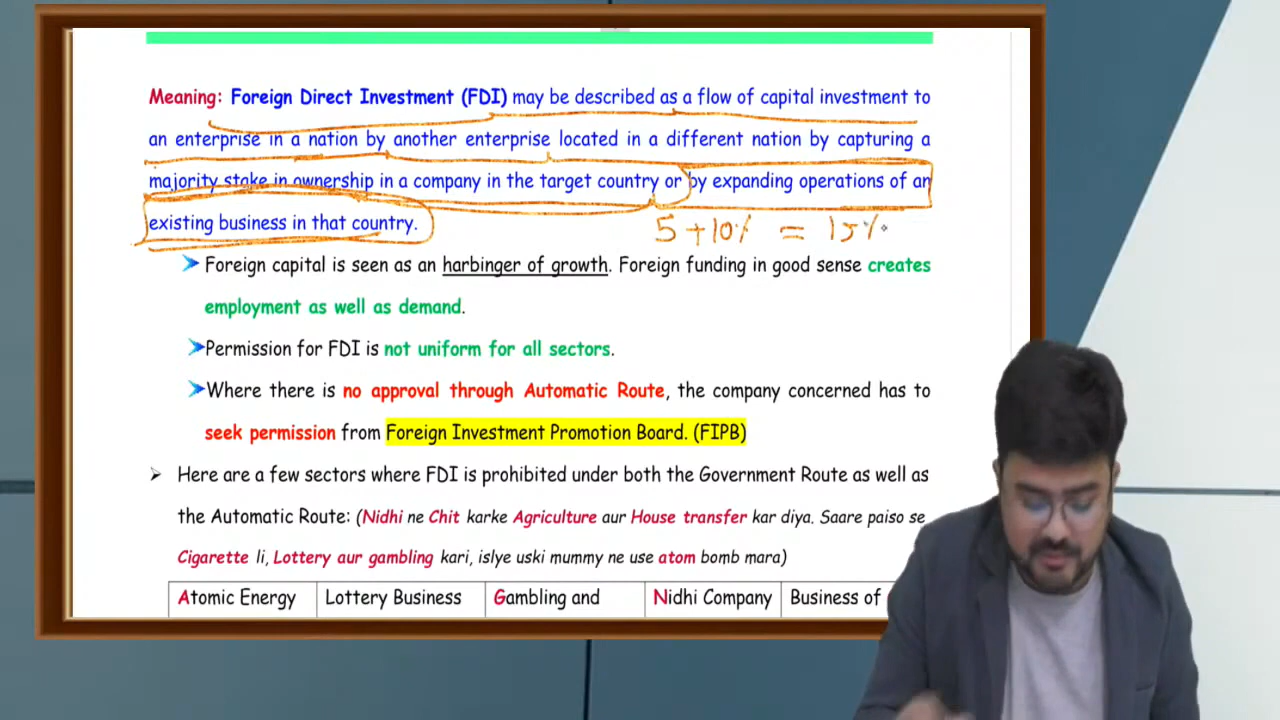 Meaning: Foreign Direct Investment (FDI) may be described as a flow of capital investment to
an enterprise in a nation by another enterprise located in a different nation by capturing a
majority stake in ownership in a company in the target country or by expanding operations of an
existing business in that country.
5 + 10% = 15%
➤ Foreign capital is seen as an harbinger of growth. Foreign funding in good sense creates
employment as well as demand.
➤ Permission for FDI is not uniform for all sectors.
➤ Where there is no approval through Automatic Route, the company concerned has to
seek permission from Foreign Investment Promotion Board. (FIPB)
➤ Here are a few sectors where FDI is prohibited under both the Government Route as well as
the Automatic Route: (Nidhi ne Chit karke Agriculture aur House transfer kar diya. Saare paiso se
Cigarette li, Lottery aur gambling kari, islye uski mummy ne use atom bomb mara)
Atomic Energy Lottery Business Gambling and Nidhi Company Business of